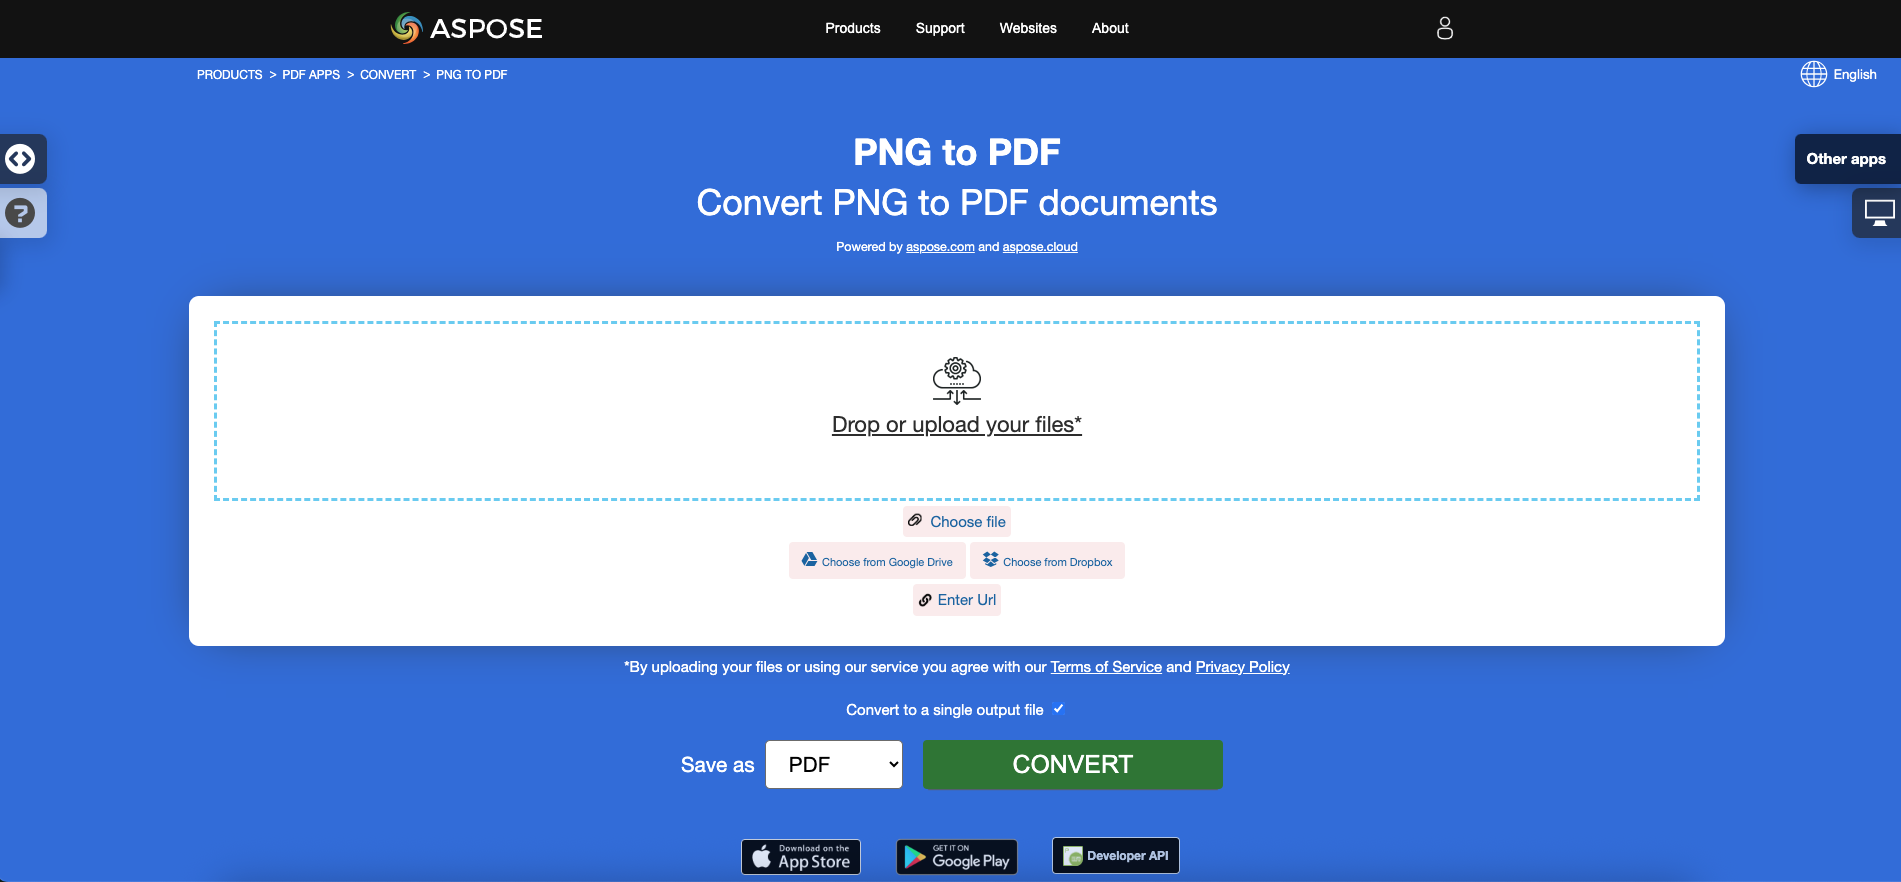 ASPOSE
Products Support Websites About
PRODUCTS > PDF APPS > CONVERT > PNG TO PDF
English
?
Other apps
PNG to PDF
Convert PNG to PDF documents
Powered by aspose.com and aspose.cloud
Drop or upload your files*
Choose file
Choose from Google Drive Choose from Dropbox
Enter Url
*By uploading your files or using our service you agree with our Terms of Service and Privacy Policy
Convert to a single output file
Save as PDF CONVERT
Download on the
App Store
GET IT ON
Google Play
Developer API